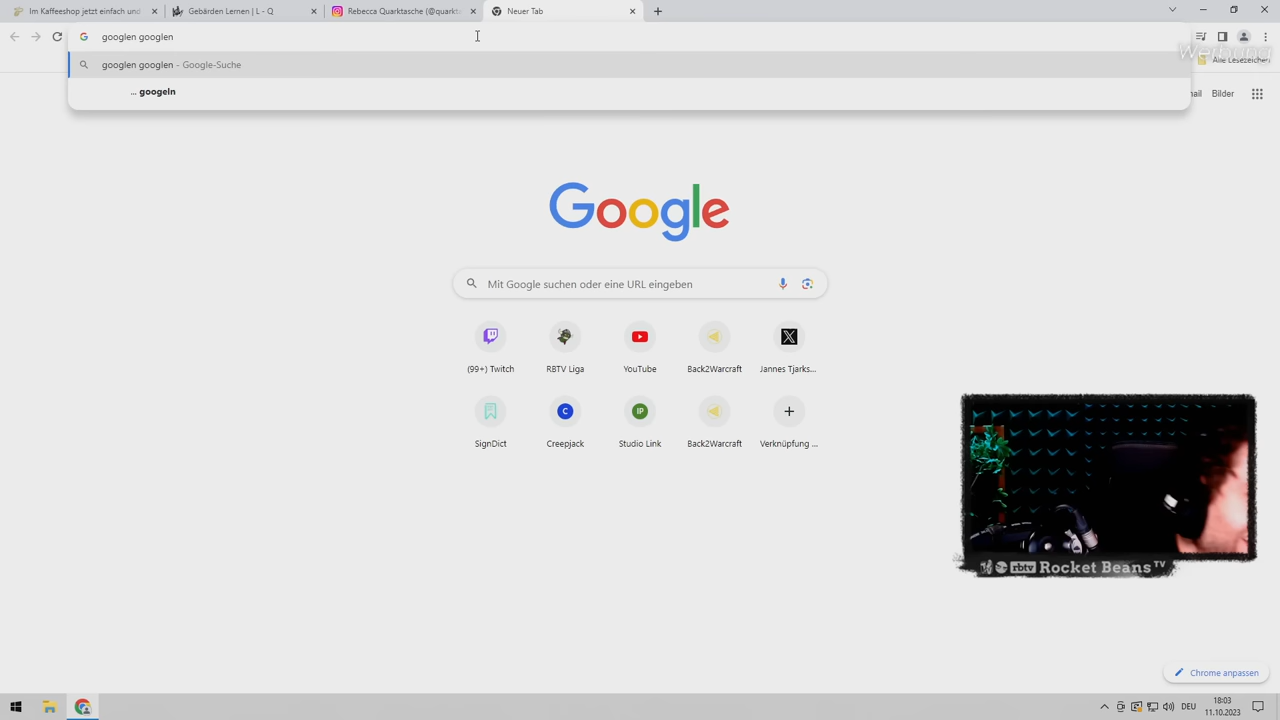 Im Kaffeeshop jetzt einfach und
Gebärden Lernen | L - Q
Rebecca Quarktasche (@quarkt
Neuer Tab
googlen googlen
Werbung
googlen googlen - Google-Suche
Alle Lesezeichen
... googeln
mail
Bilder
Google
Mit Google suchen oder eine URL eingeben
(99+) Twitch
RBTV Liga
YouTube
Back2Warcraft
Jannes Tjarks...
C
IP
SignDict
Creepjack
Studio Link
Back2Warcraft
Verknüpfung ...
rbtv Rocket Beans TV
Chrome anpassen
18:03
DEU
11.10.2023